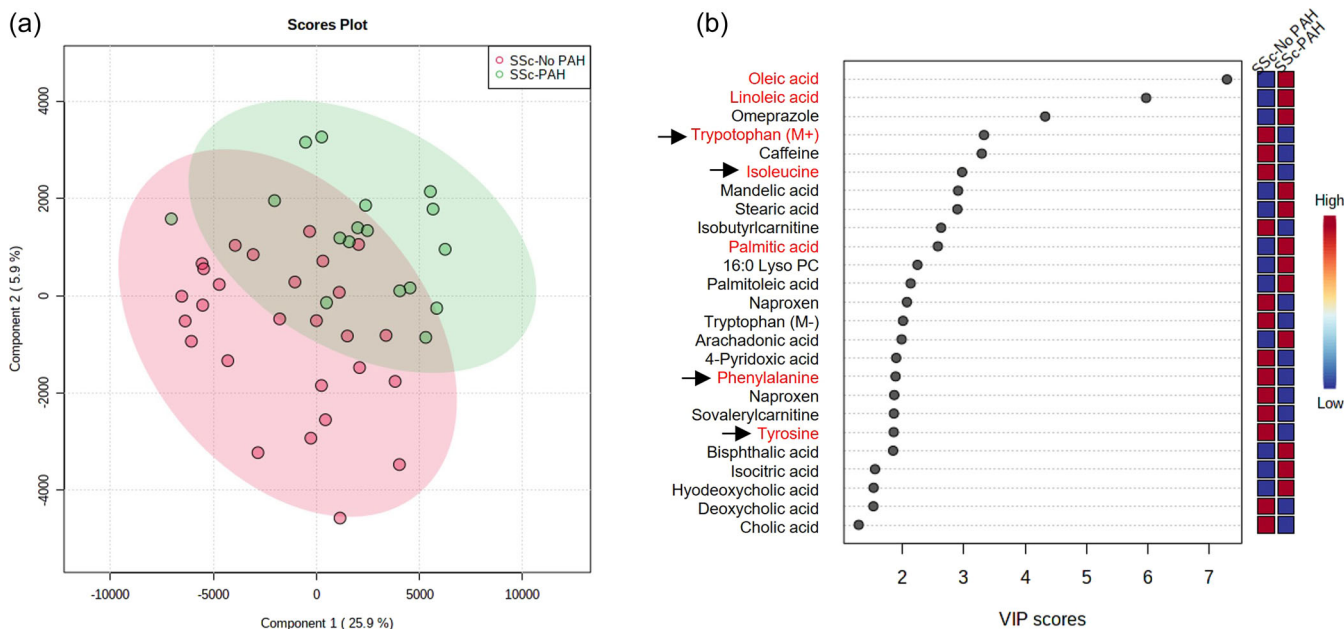 (a)
Scores Plot
SSc-No PAH
SSc-PAH
4000
2000
0
-2000
-4000
-10000
-5000
0
5000
10000
Component 2 ( 5.9 %)
Component 1 ( 25.9 %)
(b)
SSc-No PAH
SSc-PAH
Oleic acid
Linoleic acid
Omeprazole
Trypotophan (M+)
Caffeine
Isoleucine
Mandelic acid
Stearic acid
Isobutyrlcarnitine
Palmitic acid
16:0 Lyso PC
Palmitoleic acid
Naproxen
Tryptophan (M-)
Arachadonic acid
4-Pyridoxic acid
Phenylalanine
Naproxen
Sovalerylcarnitine
Tyrosine
Bisphthalic acid
Isocitric acid
Hyodeoxycholic acid
Deoxycholic acid
Cholic acid
2
3
4
5
6
7
VIP scores
High
Low